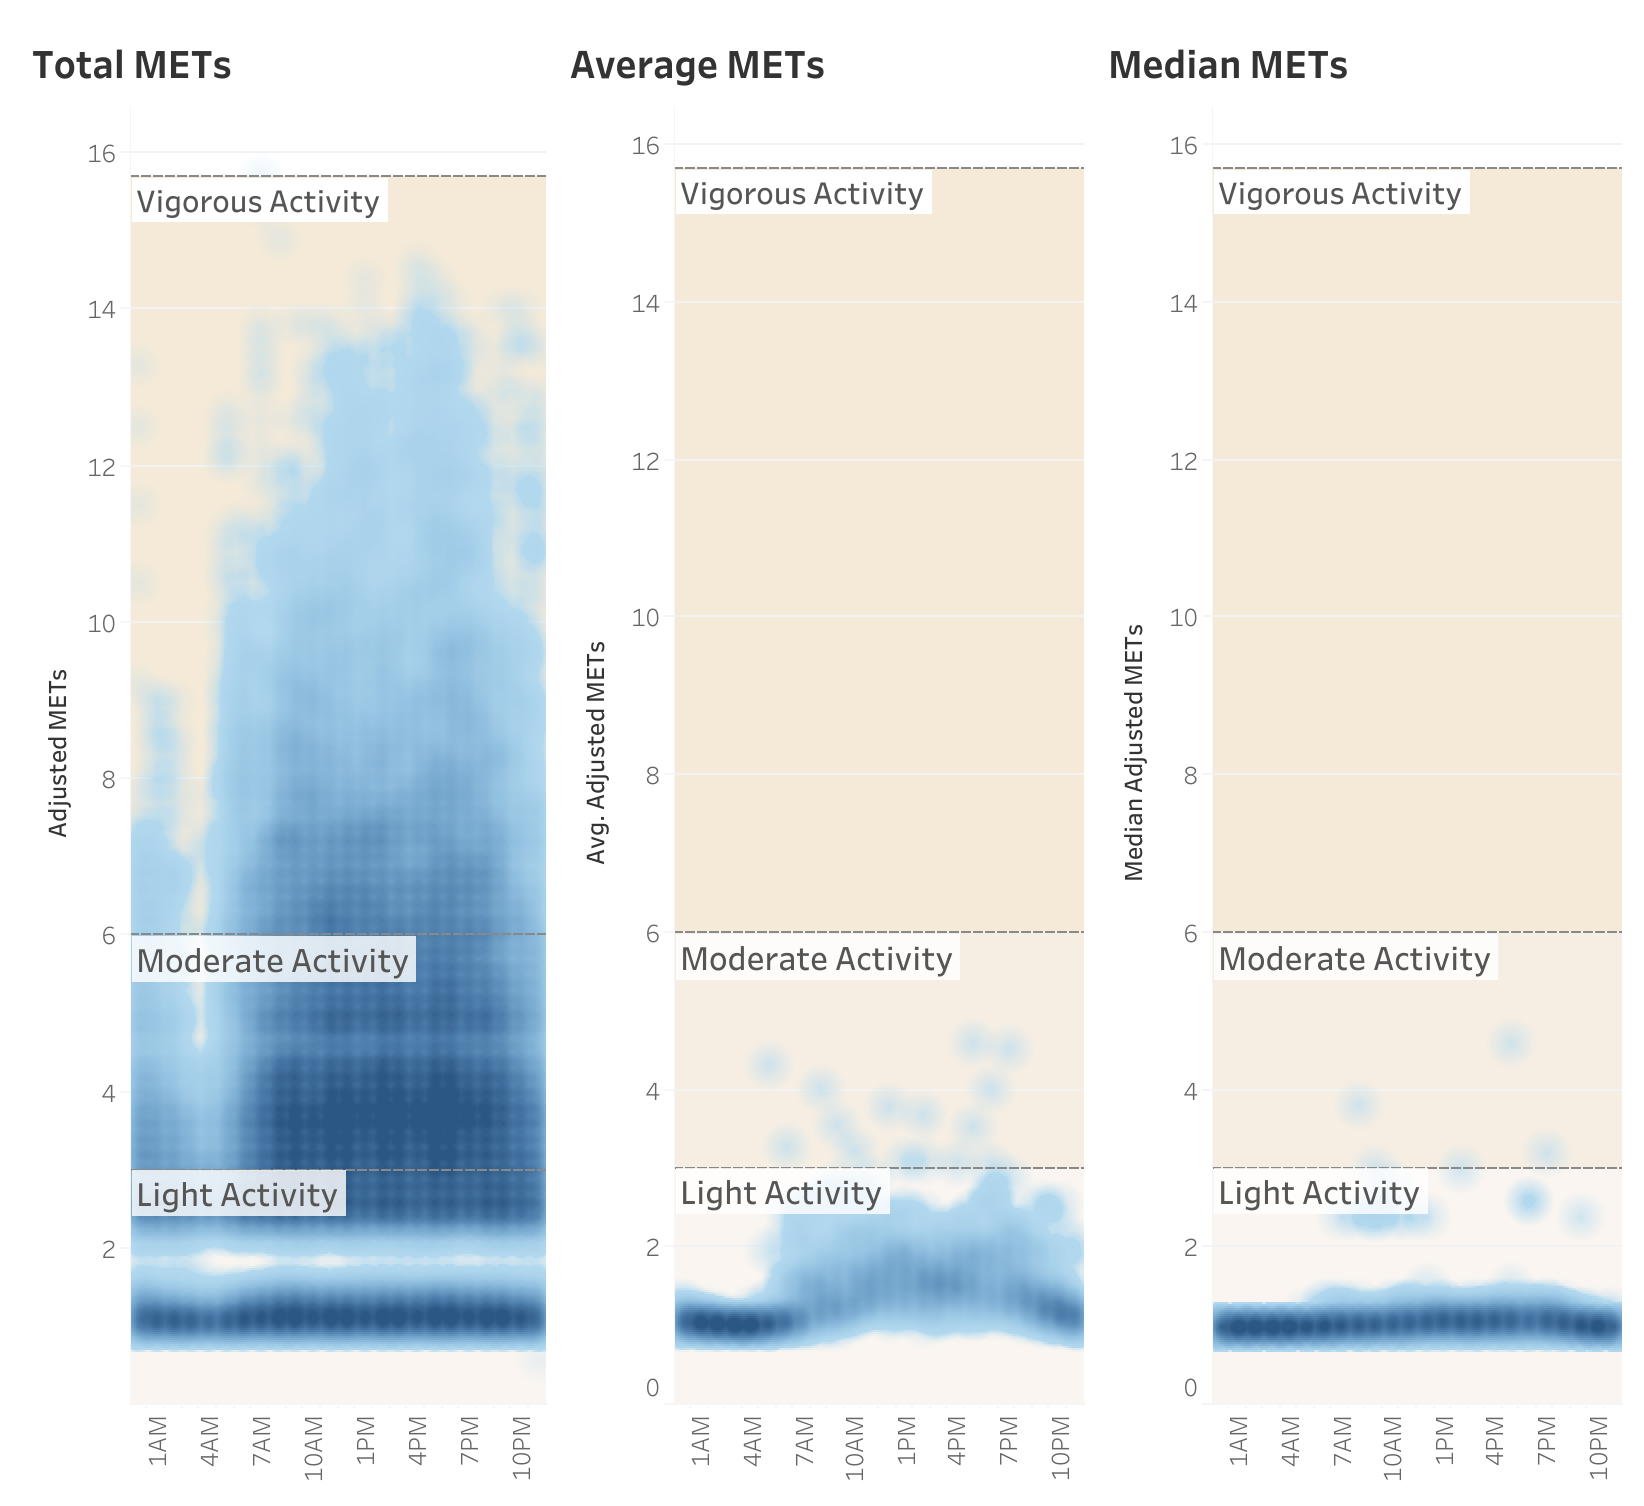 Total METs
Average METs
Median METs
Adjusted METs
16
14
12
10
8
6
4
2
Vigorous Activity
Moderate Activity
Light Activity
1AM
4AM
7AM
10AM
1PM
4PM
7PM
10PM
Avg. Adjusted METs
16
14
12
10
8
6
4
2
0
Vigorous Activity
Moderate Activity
Light Activity
1AM
4AM
7AM
10AM
1PM
4PM
7PM
10PM
Median Adjusted METs
16
14
12
10
8
6
4
2
0
Vigorous Activity
Moderate Activity
Light Activity
1AM
4AM
7AM
10AM
1PM
4PM
7PM
10PM